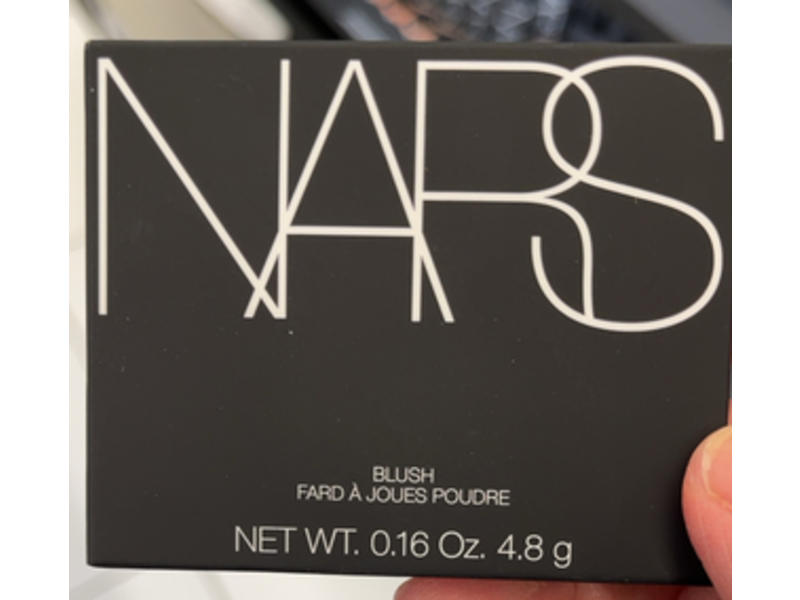 NARS
BLUSH
FARD À JOUES POUDRE
NET WT. 0.16 Oz. 4.8 g